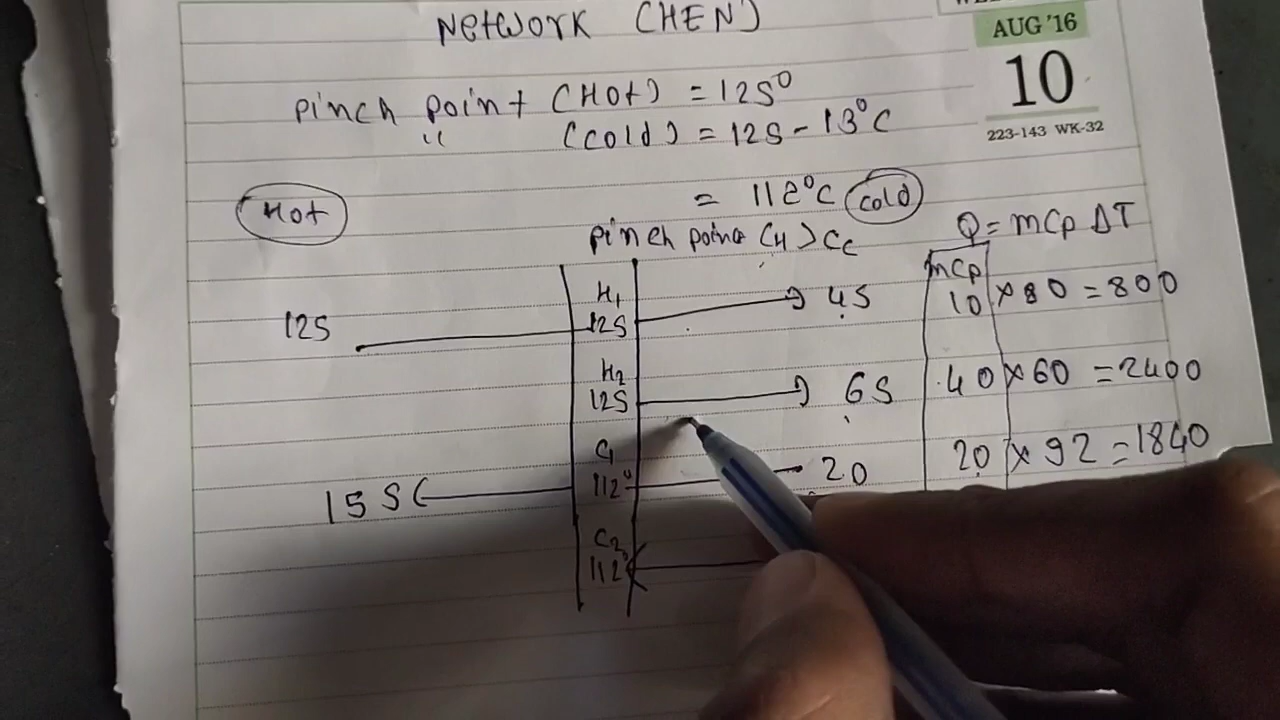 Network (HEN)
AUG '16
10
223-143 WK-32
Pinch point (Hot) = 125°
" (cold) = 125 - 13°C
= 112°C cold
Hot
Pinch point (H) Cc
Q = mCp ΔT
mCp
H1
125 125 45 10 × 80 = 800
H2
125 65 40 × 60 = 2400
C1
155 112° 20 20 × 92 = 1840
C2
112°